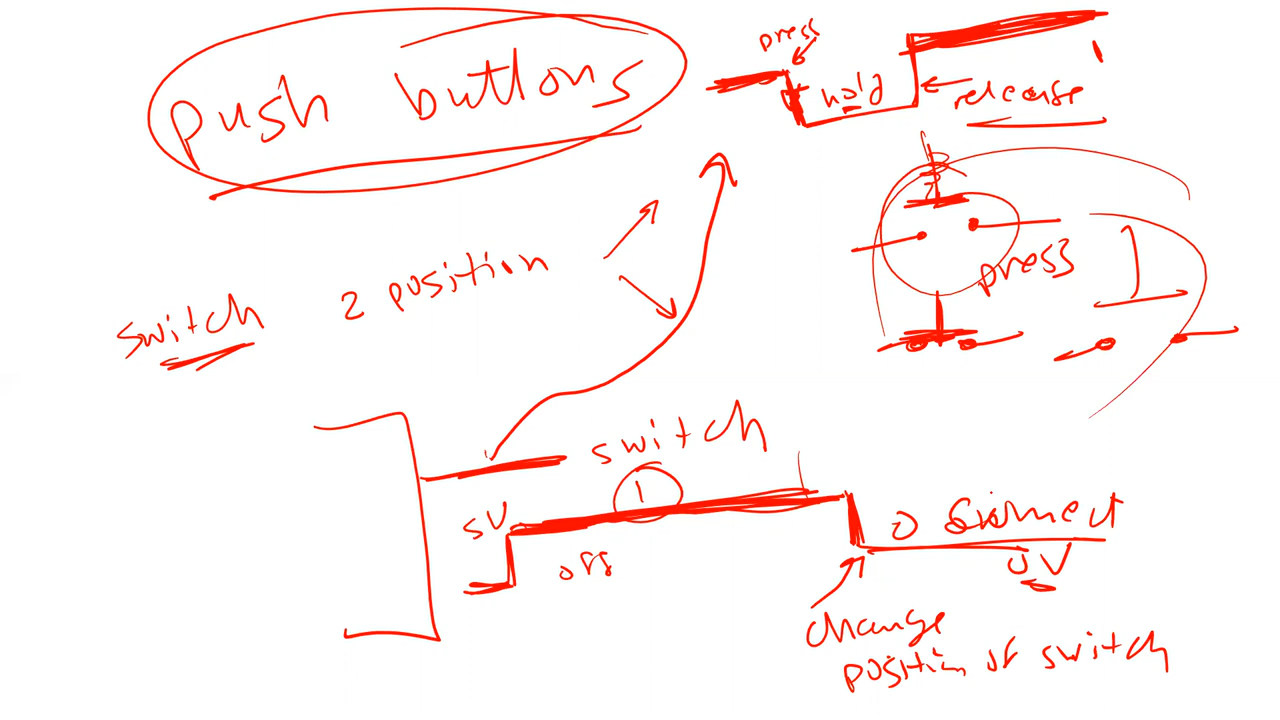 push buttons
press
hold
release
1
press
switch 2 position
switch
1
5V
off
0
0V
change
position of switch